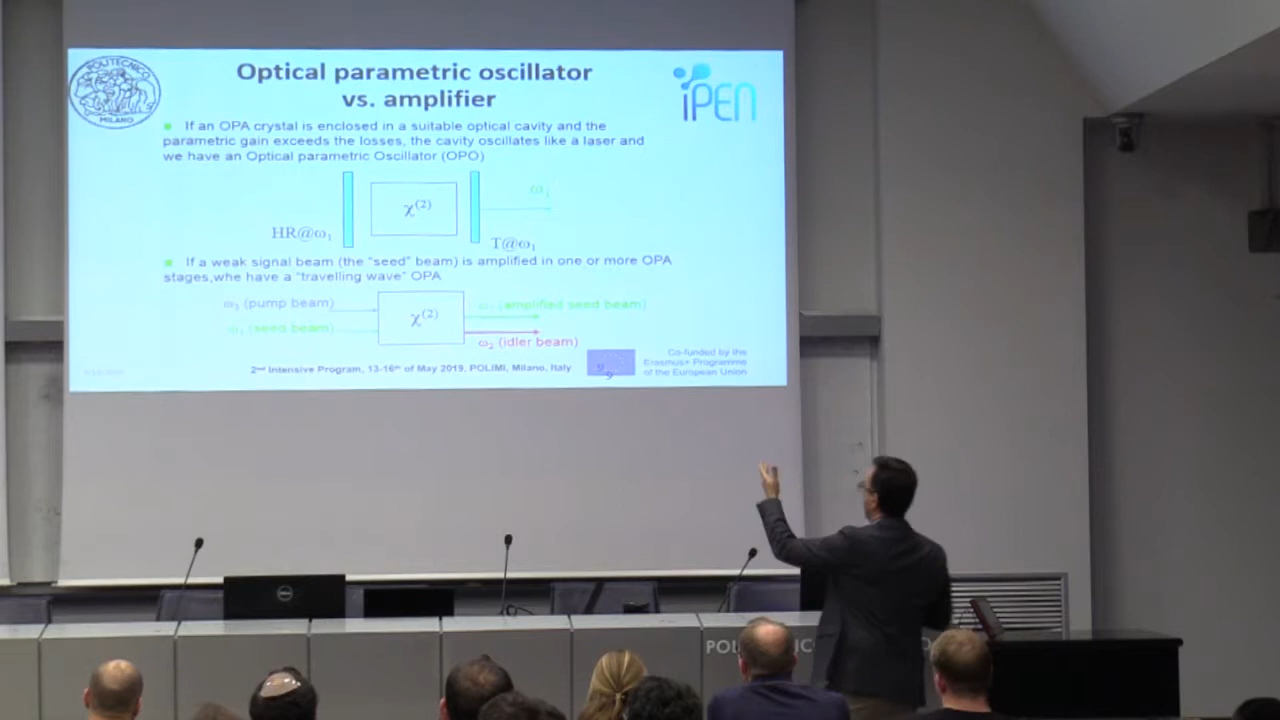 POLITECNICO
MILANO
Optical parametric oscillator
vs. amplifier
iPEN
If an OPA crystal is enclosed in a suitable optical cavity and the
parametric gain exceeds the losses, the cavity oscillates like a laser and
we have an Optical parametric Oscillator (OPO)
χ(2)
ω1
HR@ω1
T@ω1
If a weak signal beam (the "seed" beam) is amplified in one or more OPA
stages,whe have a "travelling wave" OPA
ω3 (pump beam)
ω1 (seed beam)
χ(2)
(amplified seed beam)
ω2 (idler beam)
2nd Intensive Program, 13-16th of May 2019, POLIMI, Milano, Italy
Co-funded by the
Erasmus+ Programme
of the European Union
DELL